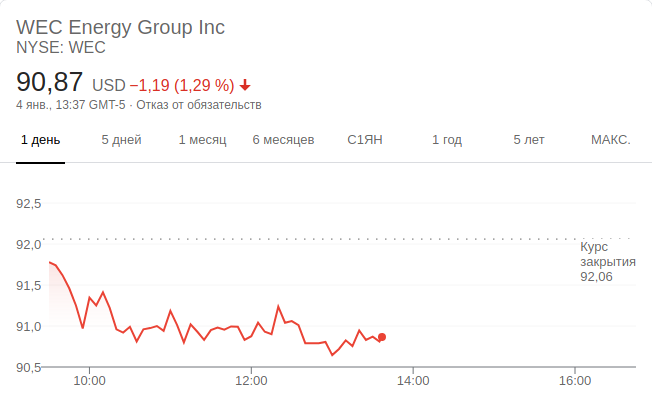 WEC Energy Group Inc
NYSE: WEC
90,87 USD −1,19 (1,29 %)
4 янв., 13:37 GMT-5 · Отказ от обязательств
1 день 5 дней 1 месяц 6 месяцев С1ЯН 1 год 5 лет МАКС.
92,5
92,0
Курс
закрытия
92,06
91,5
91,0
90,5
10:00 12:00 14:00 16:00